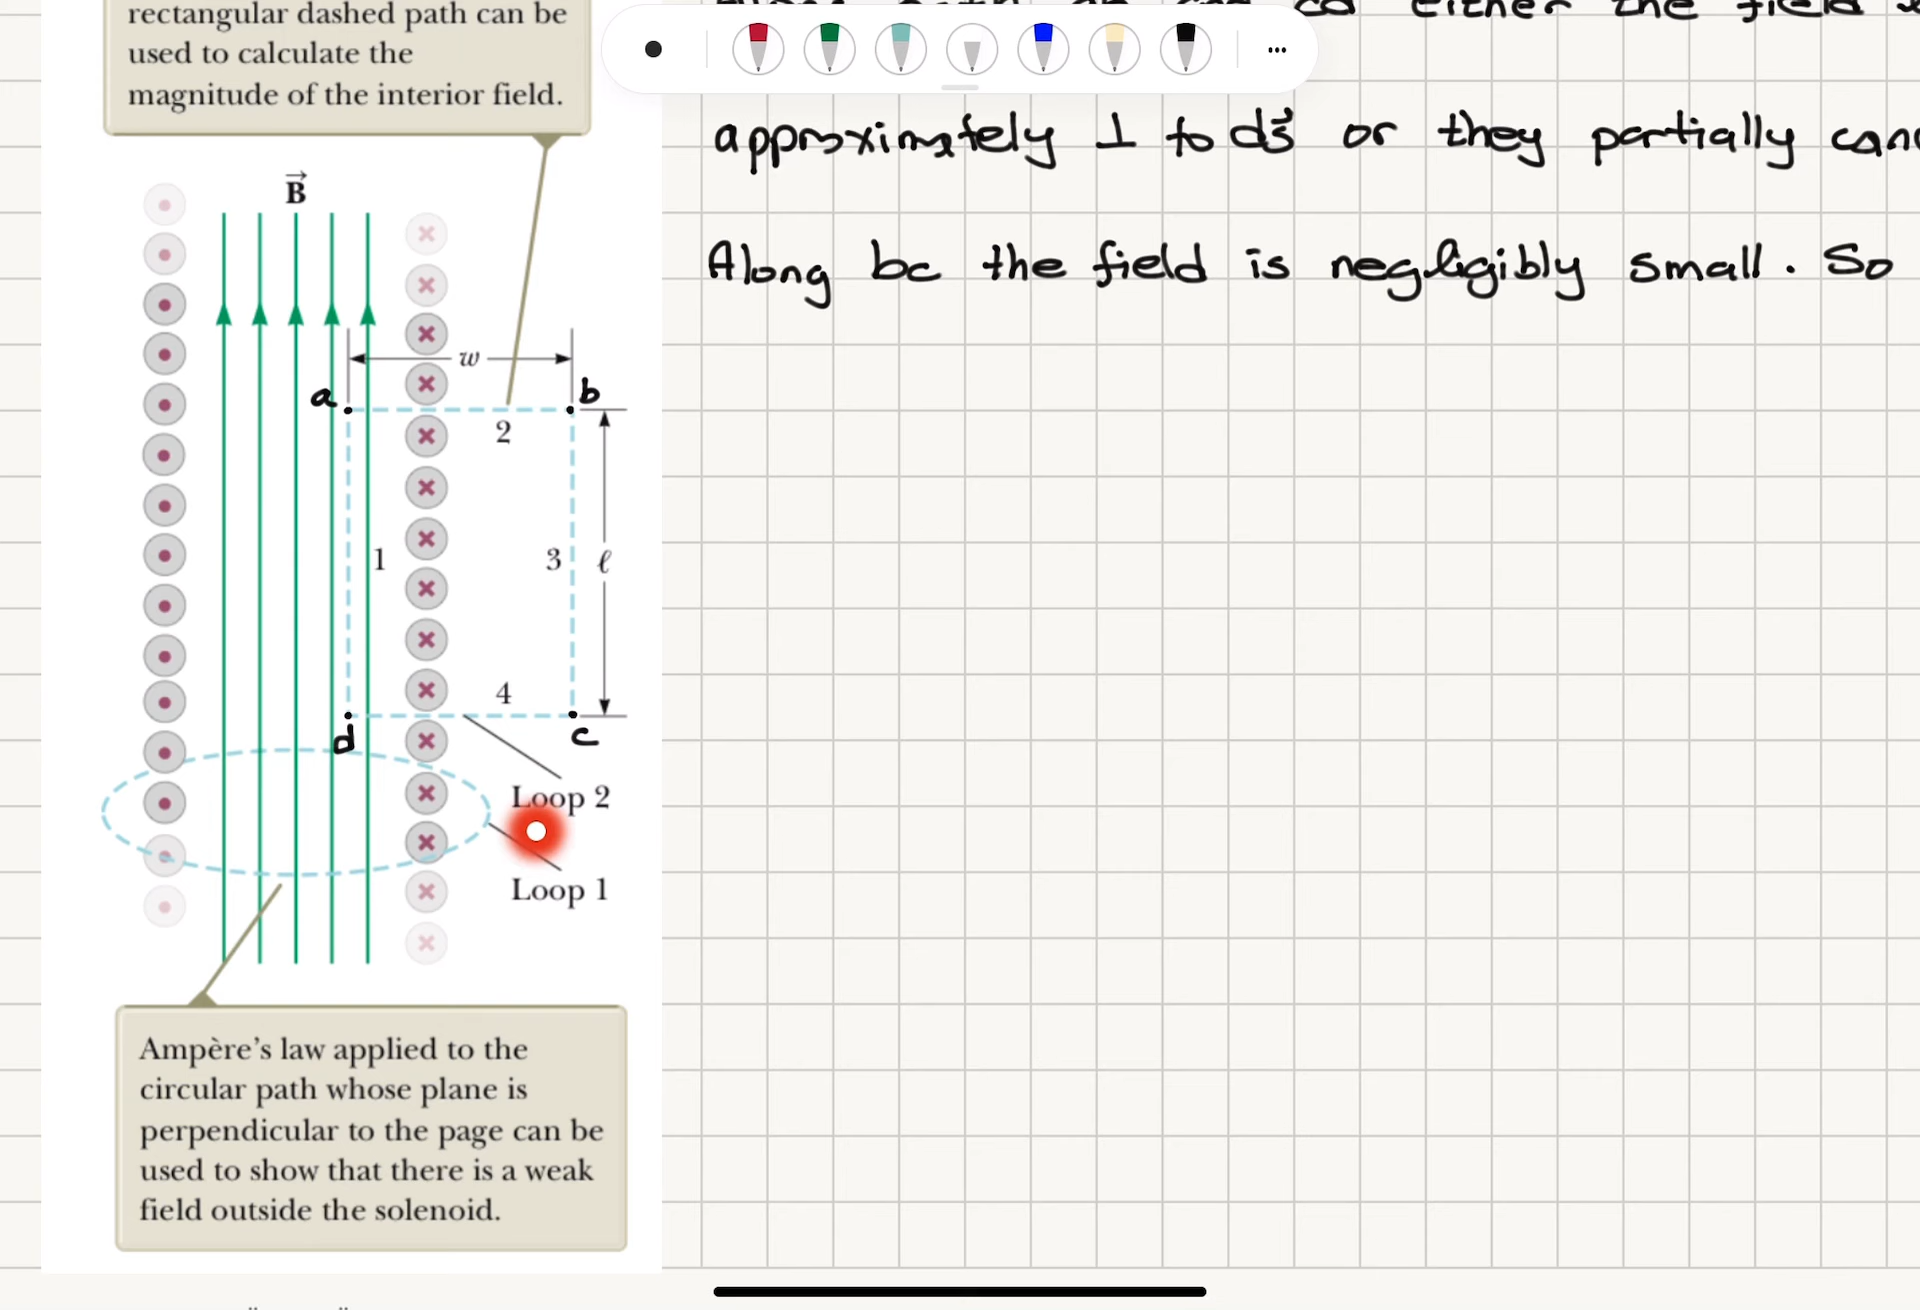 rectangular dashed path can be
used to calculate the
magnitude of the interior field.
either the field
approximately ⊥ to ds⃗ or they partially
Along bc the field is negligibly small. So
B⃗
w
a
b
2
1
3
ℓ
4
d
c
Loop 2
Loop 1
Ampère's law applied to the
circular path whose plane is
perpendicular to the page can be
used to show that there is a weak
field outside the solenoid.